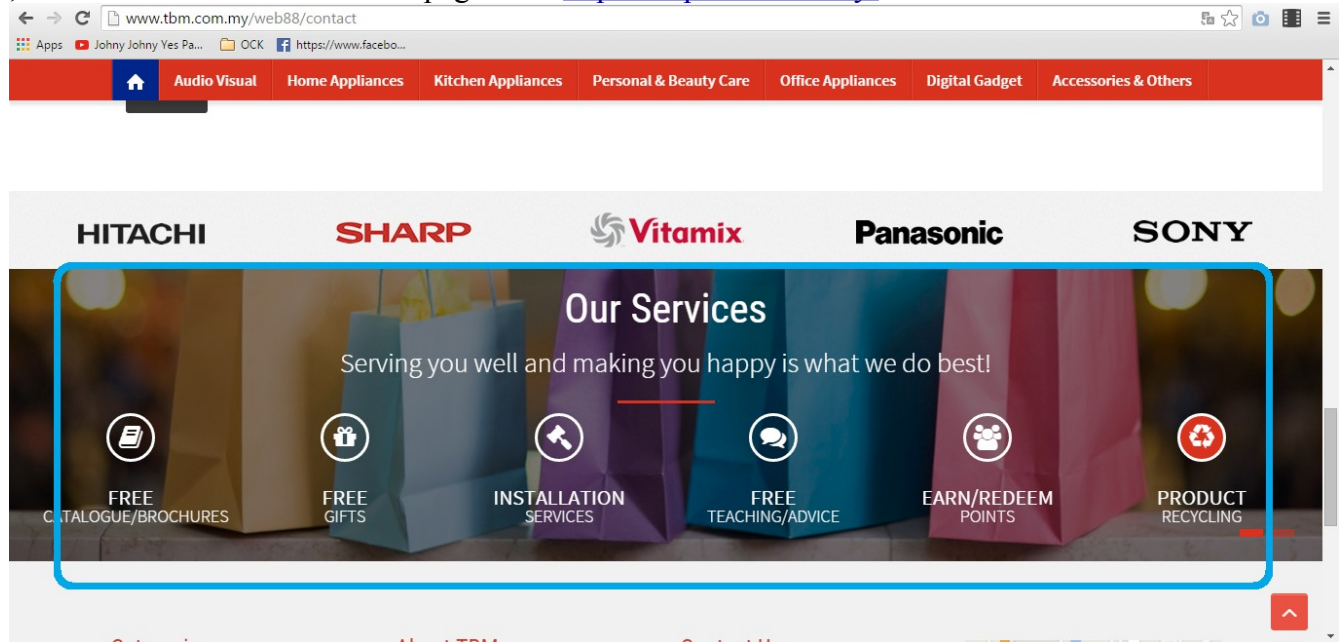 www.tbm.com.my/web88/contact
Apps Johny Johny Yes Pa... OCK https://www.facebo...
Audio Visual Home Appliances Kitchen Appliances Personal & Beauty Care Office Appliances Digital Gadget Accessories & Others
HITACHI SHARP Vitamix Panasonic SONY
Our Services
Serving you well and making you happy is what we do best!
FREE FREE INSTALLATION FREE EARN/REDEEM PRODUCT
CATALOGUE/BROCHURES GIFTS SERVICES TEACHING/ADVICE POINTS RECYCLING